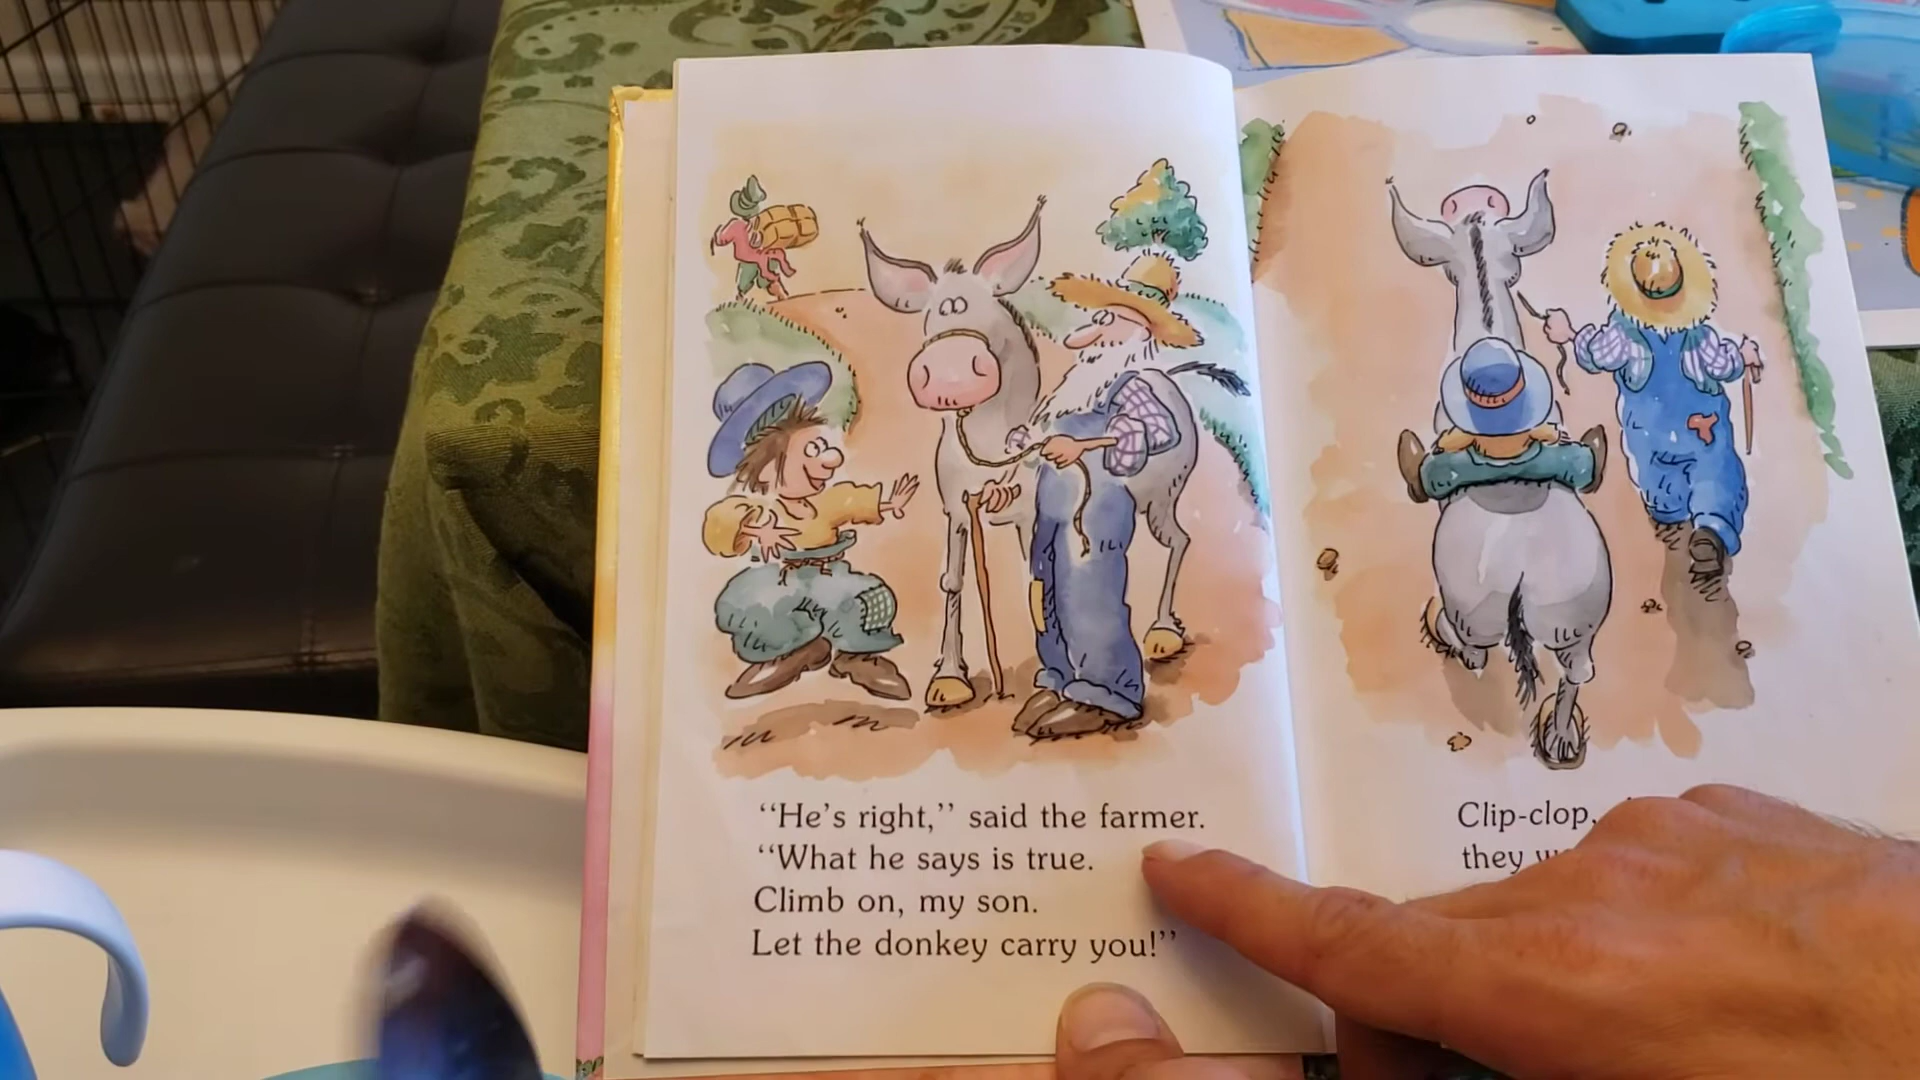 “He’s right,” said the farmer.
“What he says is true.
Climb on, my son.
Let the donkey carry you!”
Clip-clop,
they